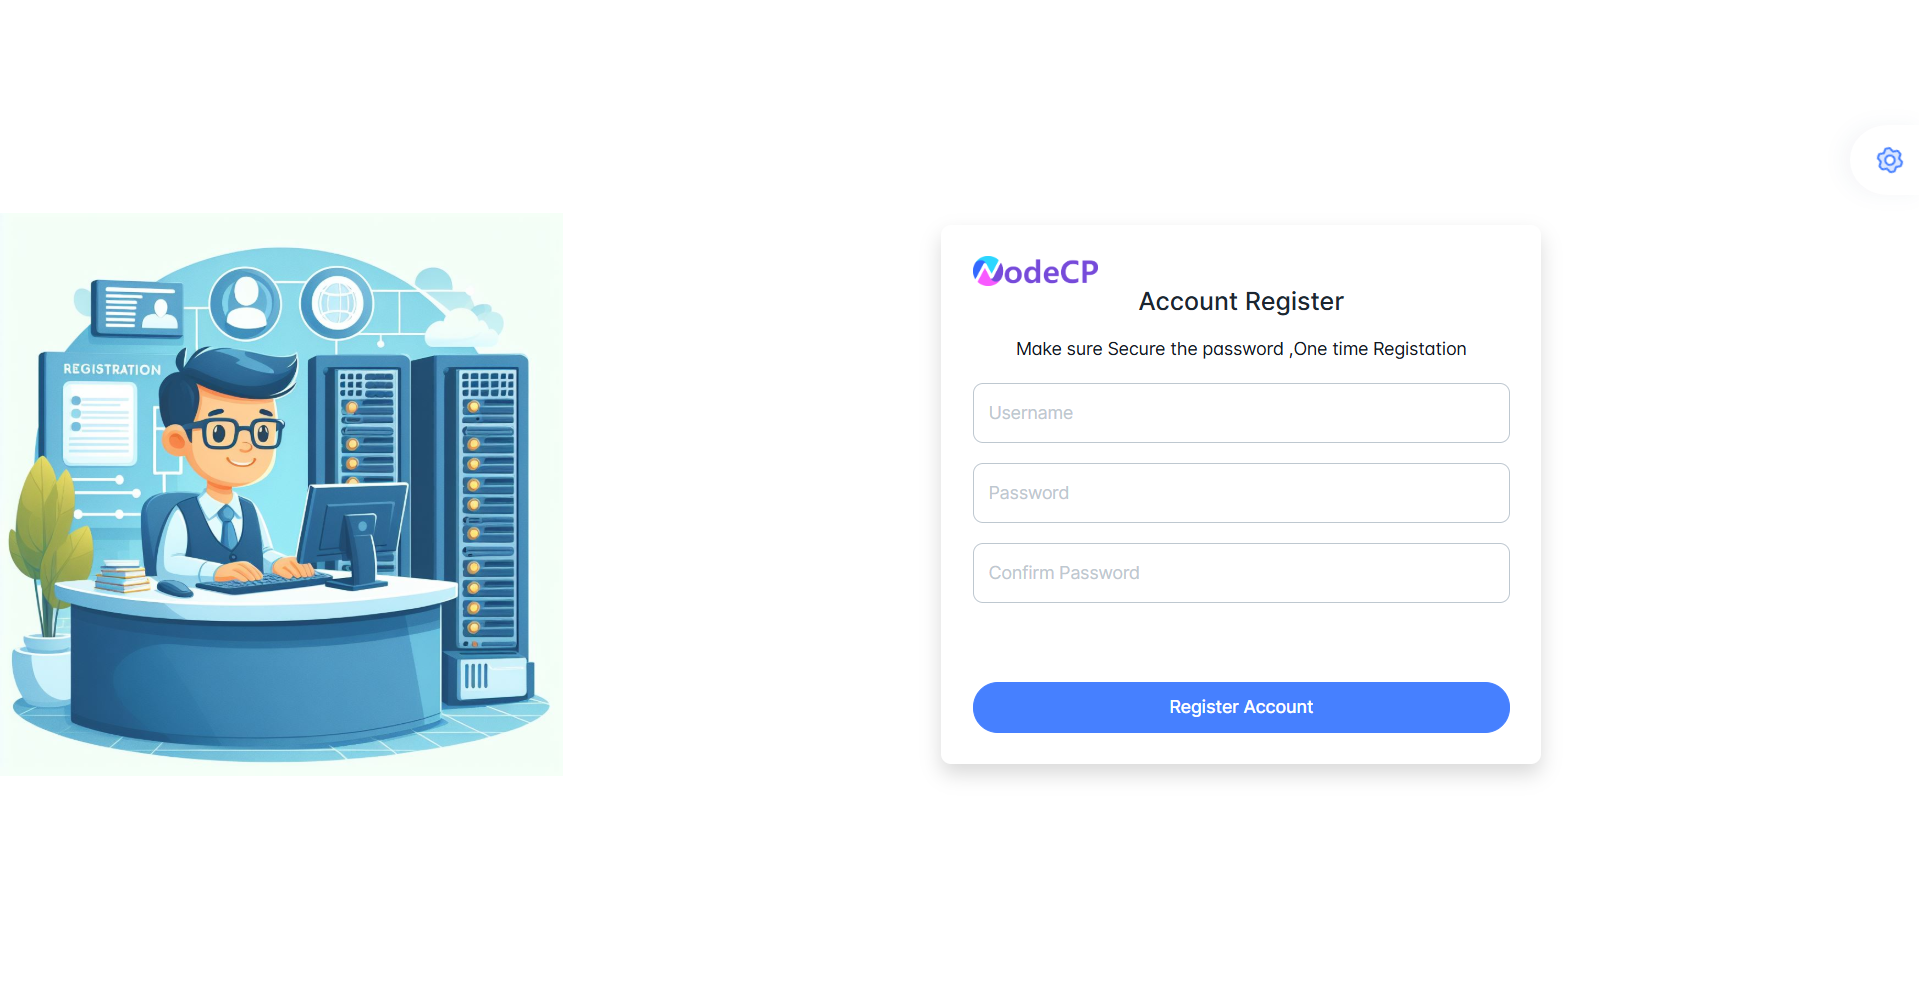 REGISTRATION
NodeCP
Account Register
Make sure Secure the password ,One time Registation
Username
Password
Confirm Password
Register Account